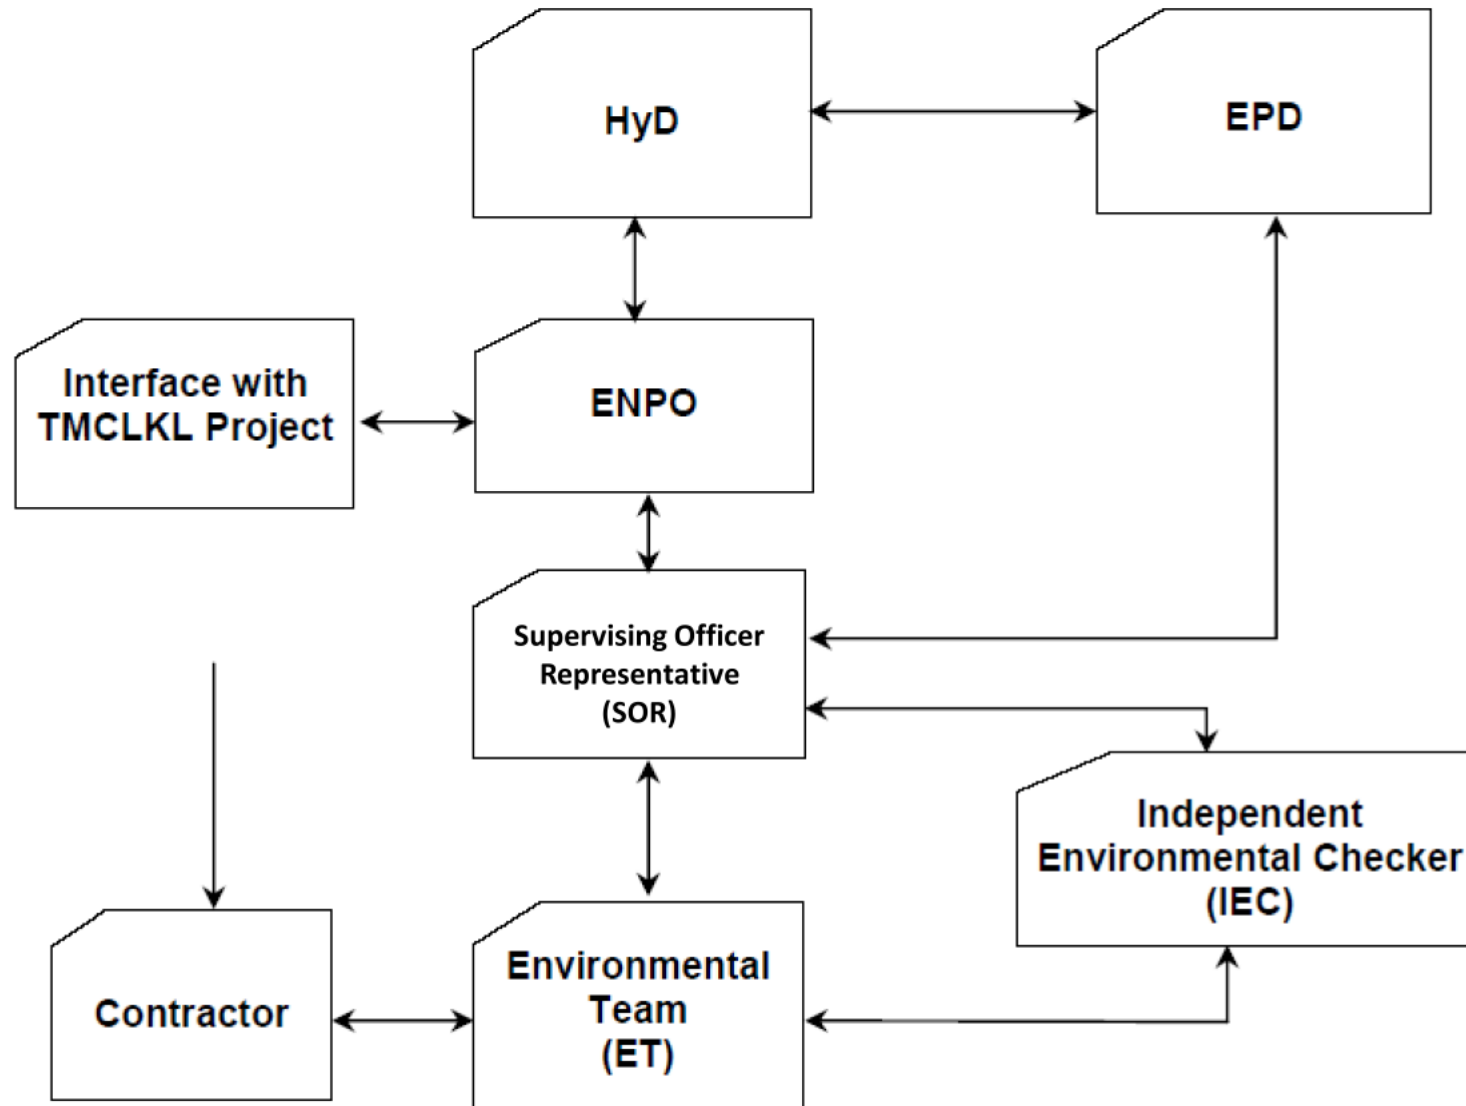 HyD
EPD
Interface with
TMCLKL Project
ENPO
Supervising Officer
Representative
(SOR)
Independent
Environmental Checker
(IEC)
Contractor
Environmental
Team
(ET)